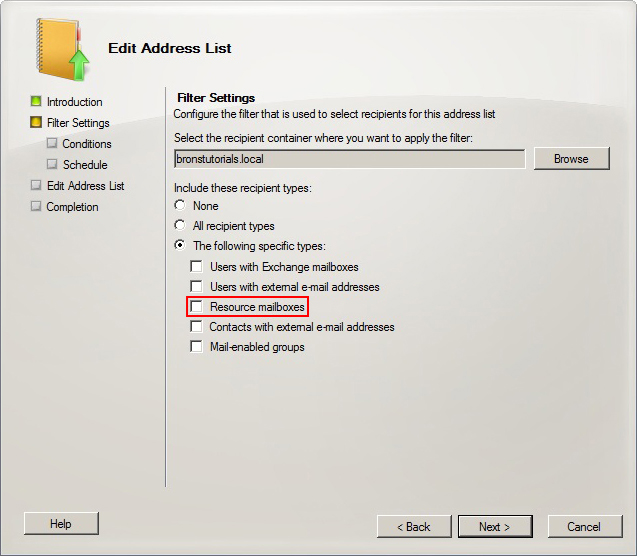 Edit Address List
Introduction
Filter Settings
Conditions
Schedule
Edit Address List
Completion
Filter Settings
Configure the filter that is used to select recipients for this address list
Select the recipient container where you want to apply the filter:
bronstutorials.local
Browse
Include these recipient types:
None
All recipient types
The following specific types:
Users with Exchange mailboxes
Users with external e-mail addresses
Resource mailboxes
Contacts with external e-mail addresses
Mail-enabled groups
Help
< Back
Next >
Cancel